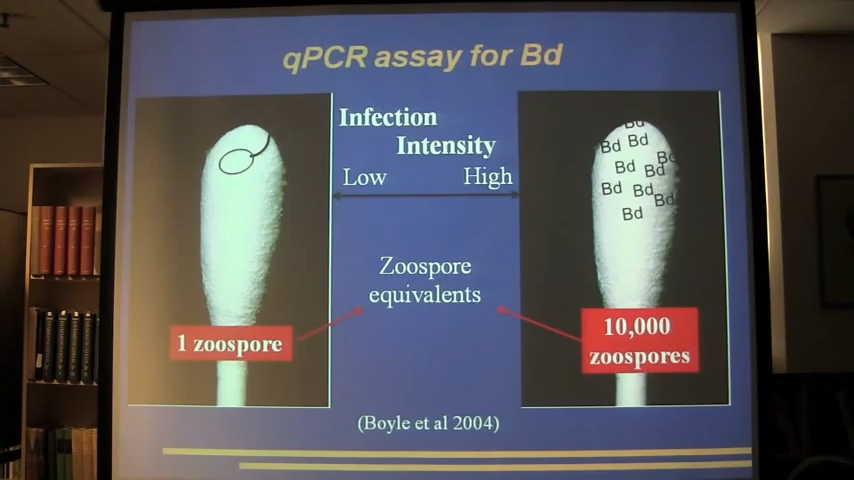 qPCR assay for Bd
Infection
Intensity
Low
High
Zoospore
equivalents
1 zoospore
Bd
Bd Bd
Bd Bd
Bd
Bd Bd
Bd
Bd
10,000
zoospores
(Boyle et al 2004)